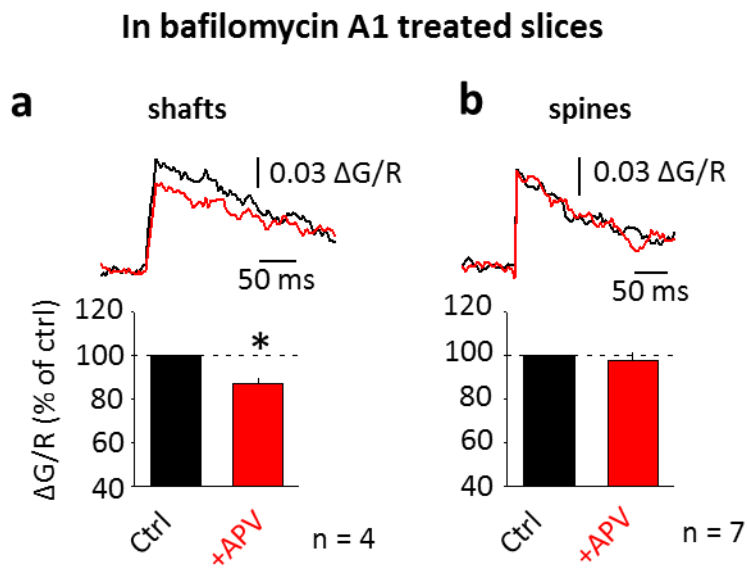 In bafilomycin A1 treated slices
a
shafts
0.03 ΔG/R
50 ms
ΔG/R (% of ctrl)
120
100
80
60
40
*
Ctrl
+APV
n = 4
b
spines
0.03 ΔG/R
50 ms
120
100
80
60
40
Ctrl
+APV
n = 7